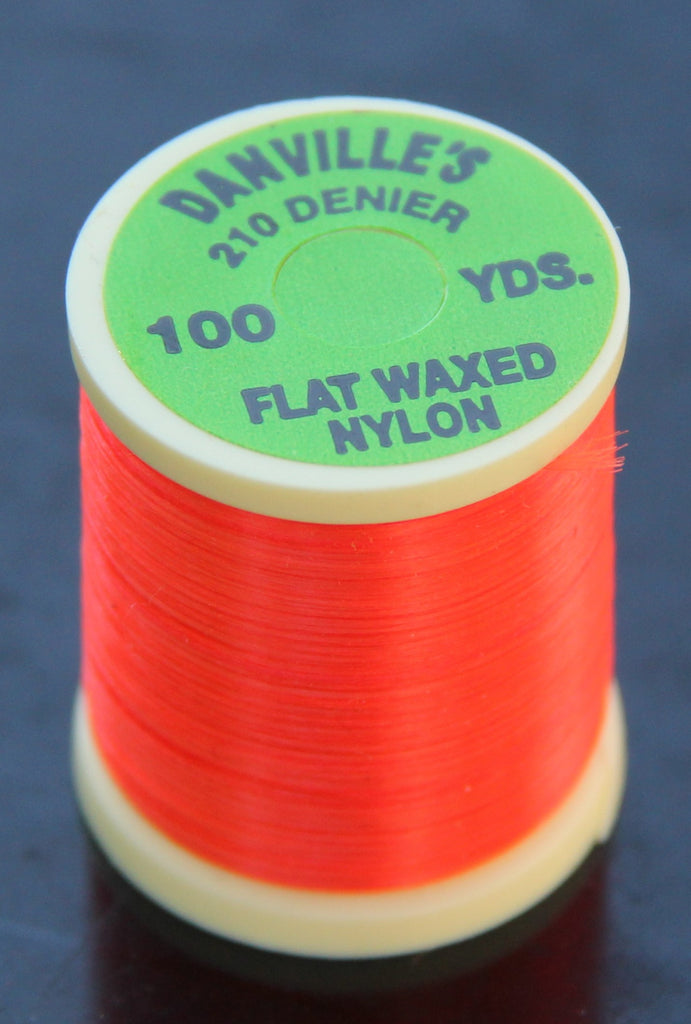 DANVILLE'S
210 DENIER
100 YDS.
FLAT WAXED
NYLON